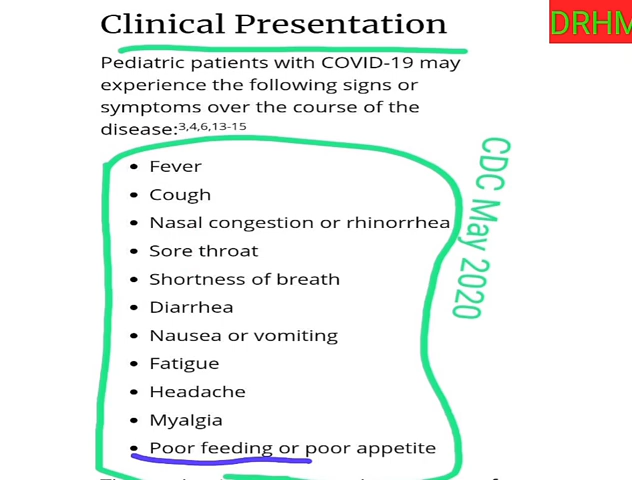 Clinical Presentation
DRHM
Pediatric patients with COVID-19 may
experience the following signs or
symptoms over the course of the
disease:3,4,6,13-15
• Fever
• Cough
• Nasal congestion or rhinorrhea
• Sore throat
• Shortness of breath
• Diarrhea
• Nausea or vomiting
• Fatigue
• Headache
• Myalgia
• Poor feeding or poor appetite
CDC May 2020